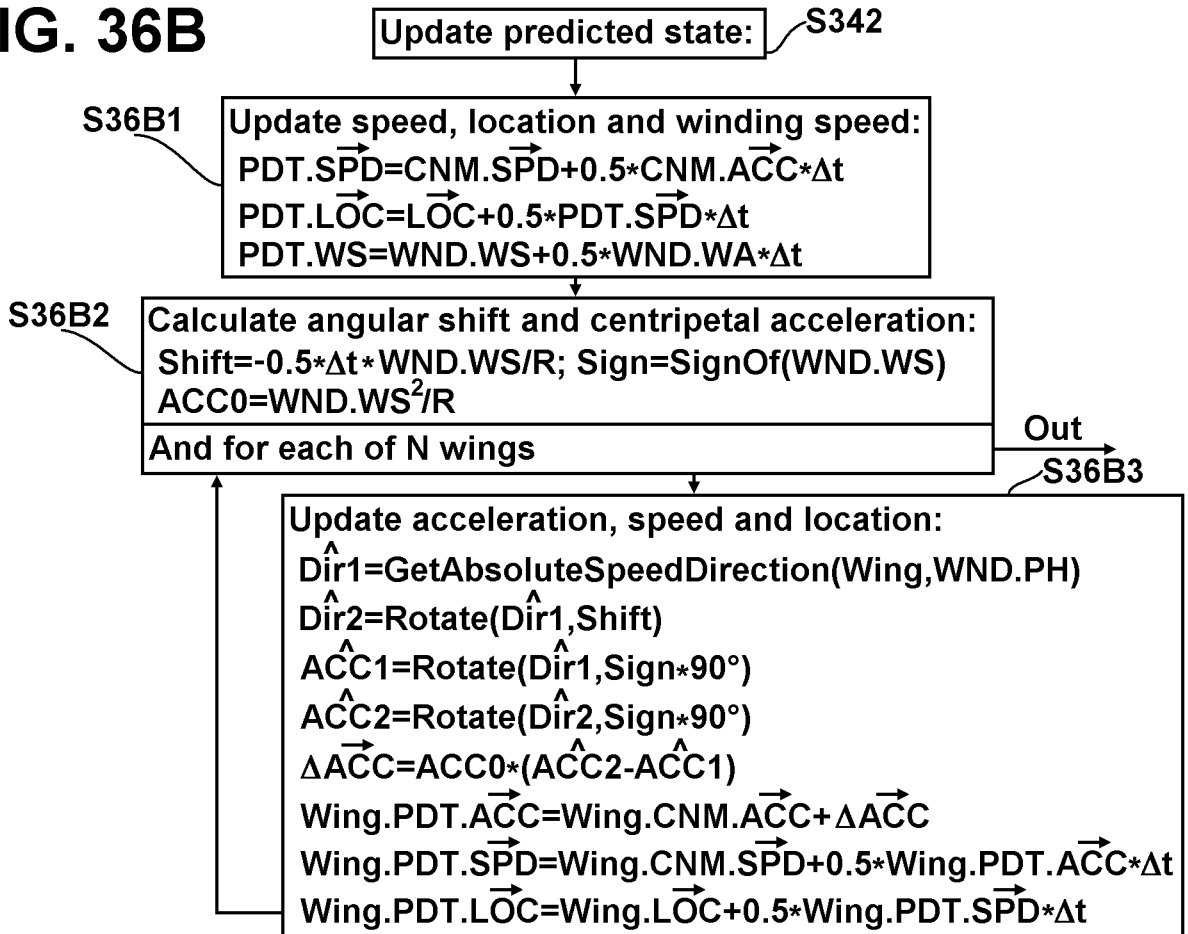 IG. 36B
Update predicted state:
S342
S36B1
Update speed, location and winding speed:
PDT.SPD=CNM.SPD+0.5*CNM.ACC*Δt
PDT.LOC=LOC+0.5*PDT.SPD*Δt
PDT.WS=WND.WS+0.5*WND.WA*Δt
S36B2
Calculate angular shift and centripetal acceleration:
Shift=-0.5*Δt*WND.WS/R; Sign=SignOf(WND.WS)
ACC0=WND.WS²/R
And for each of N wings
Out
S36B3
Update acceleration, speed and location:
Dir1=GetAbsoluteSpeedDirection(Wing,WND.PH)
Dir2=Rotate(Dir1,Shift)
ACC1=Rotate(Dir1,Sign*90°)
ACC2=Rotate(Dir2,Sign*90°)
ΔACC=ACC0*(ACC2-ACC1)
Wing.PDT.ACC=Wing.CNM.ACC+ΔACC
Wing.PDT.SPD=Wing.CNM.SPD+0.5*Wing.PDT.ACC*Δt
Wing.PDT.LOC=Wing.LOC+0.5*Wing.PDT.SPD*Δt